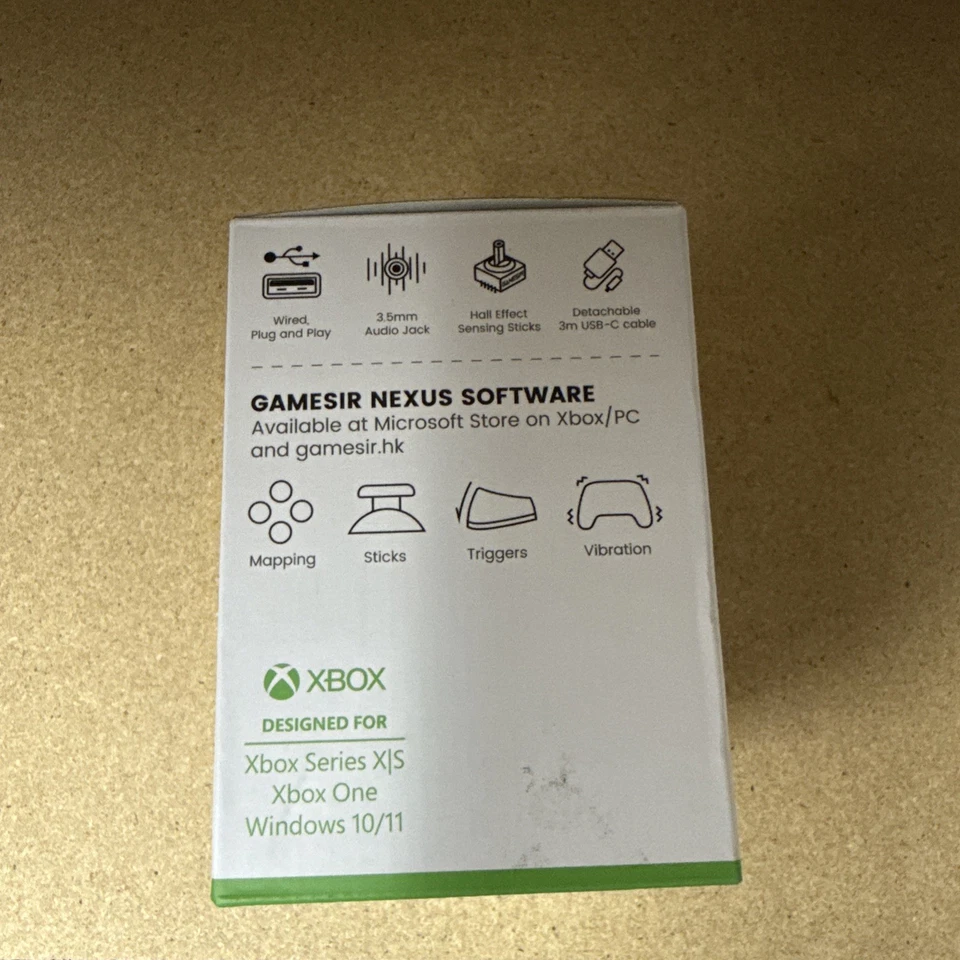 Wired,
Plug and Play
3.5mm
Audio Jack
Hall Effect
Sensing Sticks
Detachable
3m USB-C cable
GAMESIR NEXUS SOFTWARE
Available at Microsoft Store on Xbox/PC
and gamesir.hk
Mapping
Sticks
Triggers
Vibration
XBOX
DESIGNED FOR
Xbox Series X|S
Xbox One
Windows 10/11